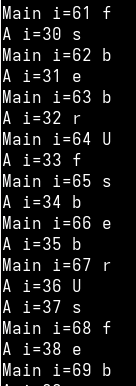 Main i=61 f
A i=30 s
Main i=62 b
A i=31 e
Main i=63 b
A i=32 r
Main i=64 U
A i=33 f
Main i=65 s
A i=34 b
Main i=66 e
A i=35 b
Main i=67 r
A i=36 U
A i=37 s
Main i=68 f
A i=38 e
Main i=69 b